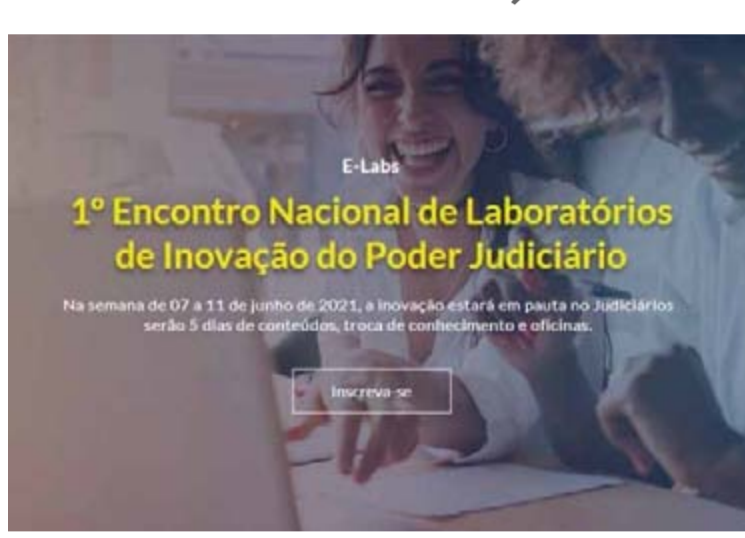 E-Labs
1º Encontro Nacional de Laboratórios
de Inovação do Poder Judiciário
Na semana de 07 a 11 de junho de 2021, a inovação estará em pauta no Judiciários
serão 5 dias de conteúdos, troca de conhecimento e oficinas.
Inscreva-se